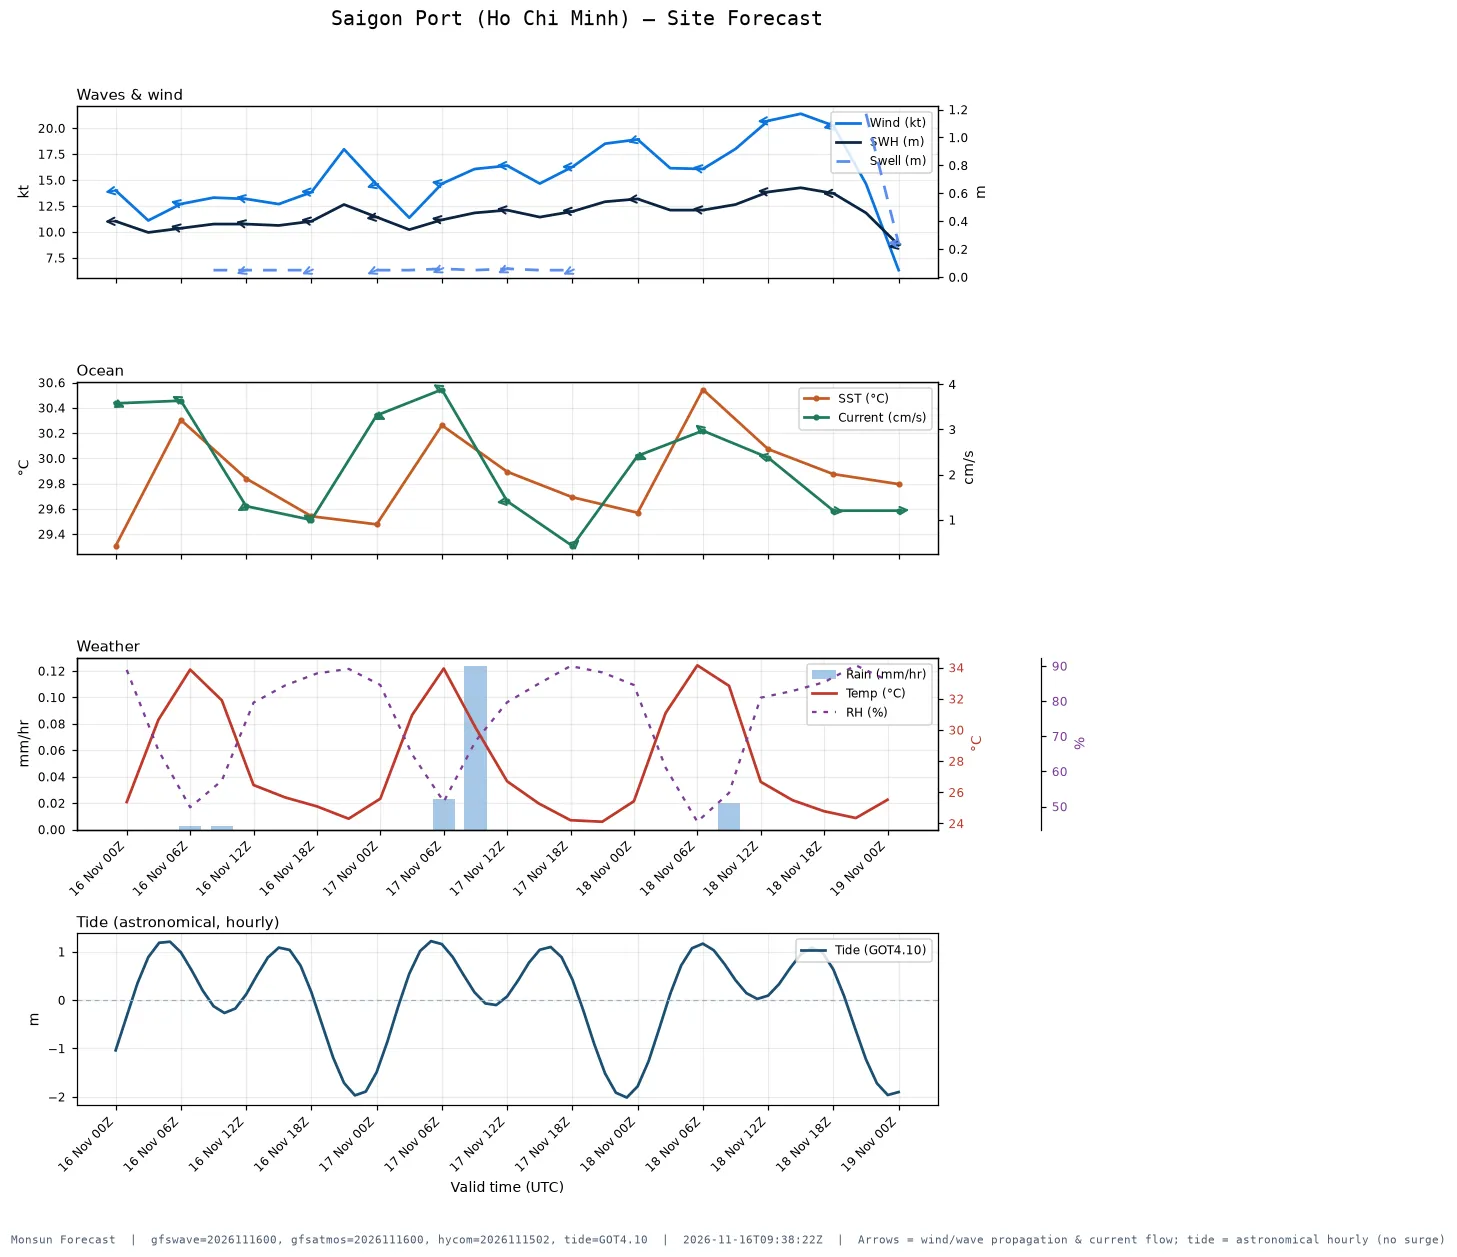 Saigon Port (Ho Chi Minh) — Site Forecast
Waves & wind
20.0
17.5
15.0
12.5
10.0
7.5
kt
1.2
1.0
0.8
0.6
0.4
0.2
0.0
m
Wind (kt)
SWH (m)
Swell (m)
Ocean
30.6
30.4
30.2
30.0
29.8
29.6
29.4
°C
4
3
2
1
cm/s
SST (°C)
Current (cm/s)
Weather
0.12
0.10
0.08
0.06
0.04
0.02
0.00
mm/hr
34
32
30
28
26
24
°C
90
80
70
60
50
%
Rain (mm/hr)
Temp (°C)
RH (%)
16 Nov 00Z
16 Nov 06Z
16 Nov 12Z
16 Nov 18Z
17 Nov 00Z
17 Nov 06Z
17 Nov 12Z
17 Nov 18Z
18 Nov 00Z
18 Nov 06Z
18 Nov 12Z
18 Nov 18Z
19 Nov 00Z
Tide (astronomical, hourly)
1
0
−1
−2
m
Tide (GOT4.10)
16 Nov 00Z
16 Nov 06Z
16 Nov 12Z
16 Nov 18Z
17 Nov 00Z
17 Nov 06Z
17 Nov 12Z
17 Nov 18Z
18 Nov 00Z
18 Nov 06Z
18 Nov 12Z
18 Nov 18Z
19 Nov 00Z
Valid time (UTC)
Monsun Forecast | gfswave=2026111600, gfsatmos=2026111600, hycom=2026111502, tide=GOT4.10 | 2026-11-16T09:38:22Z | Arrows = wind/wave propagation & current flow; tide = astronomical hourly (no surge)